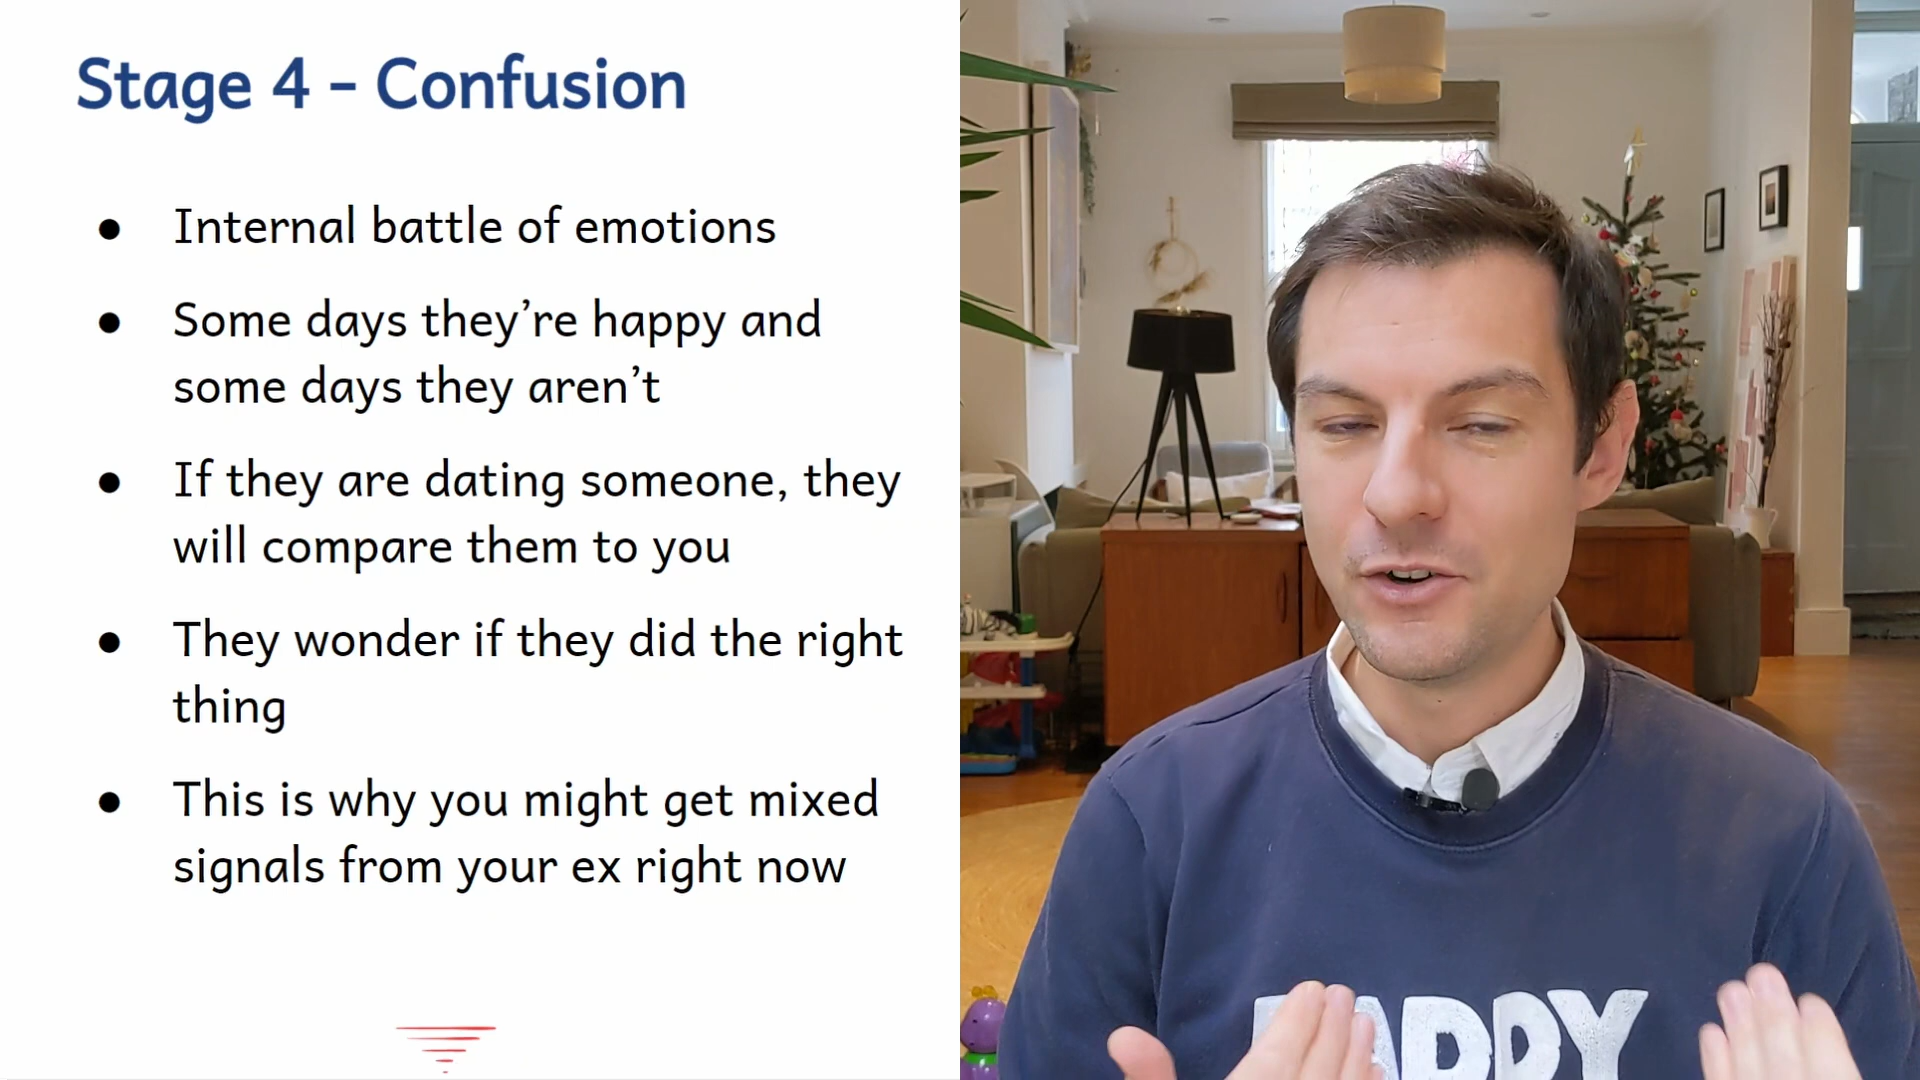 Stage 4 - Confusion
● Internal battle of emotions
● Some days they’re happy and
some days they aren’t
● If they are dating someone, they
will compare them to you
● They wonder if they did the right
thing
● This is why you might get mixed
signals from your ex right now
HAPPY